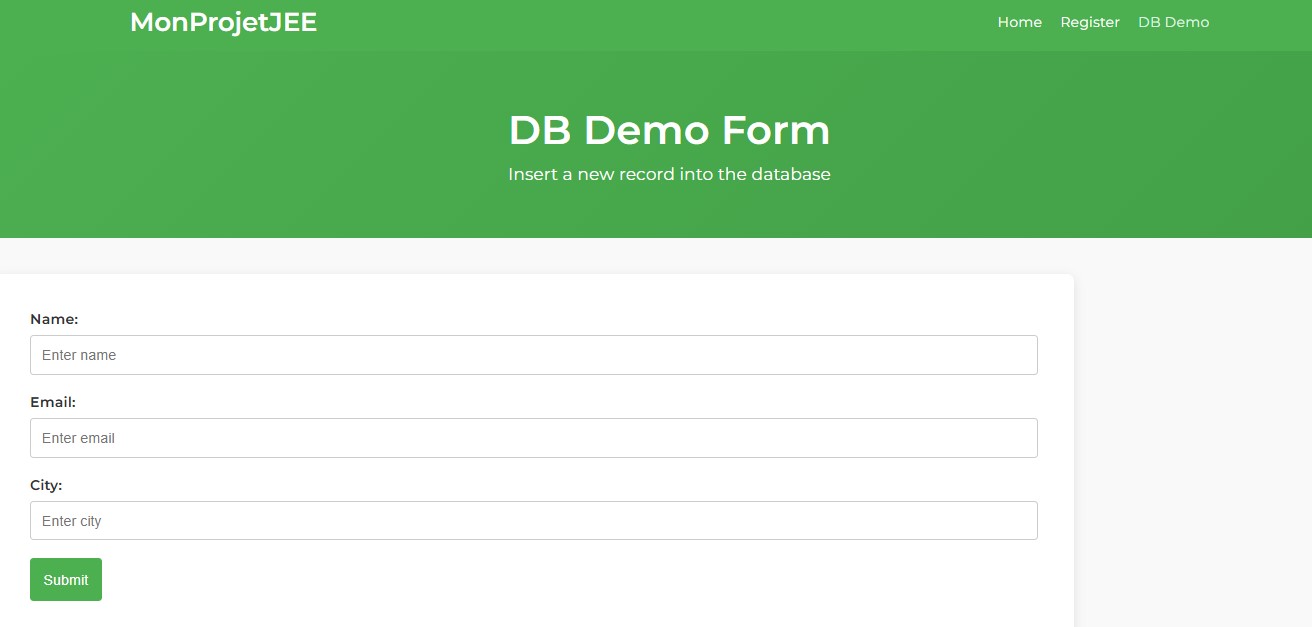 MonProjetJEE
Home Register DB Demo
DB Demo Form
Insert a new record into the database
Name:
Enter name
Email:
Enter email
City:
Enter city
Submit